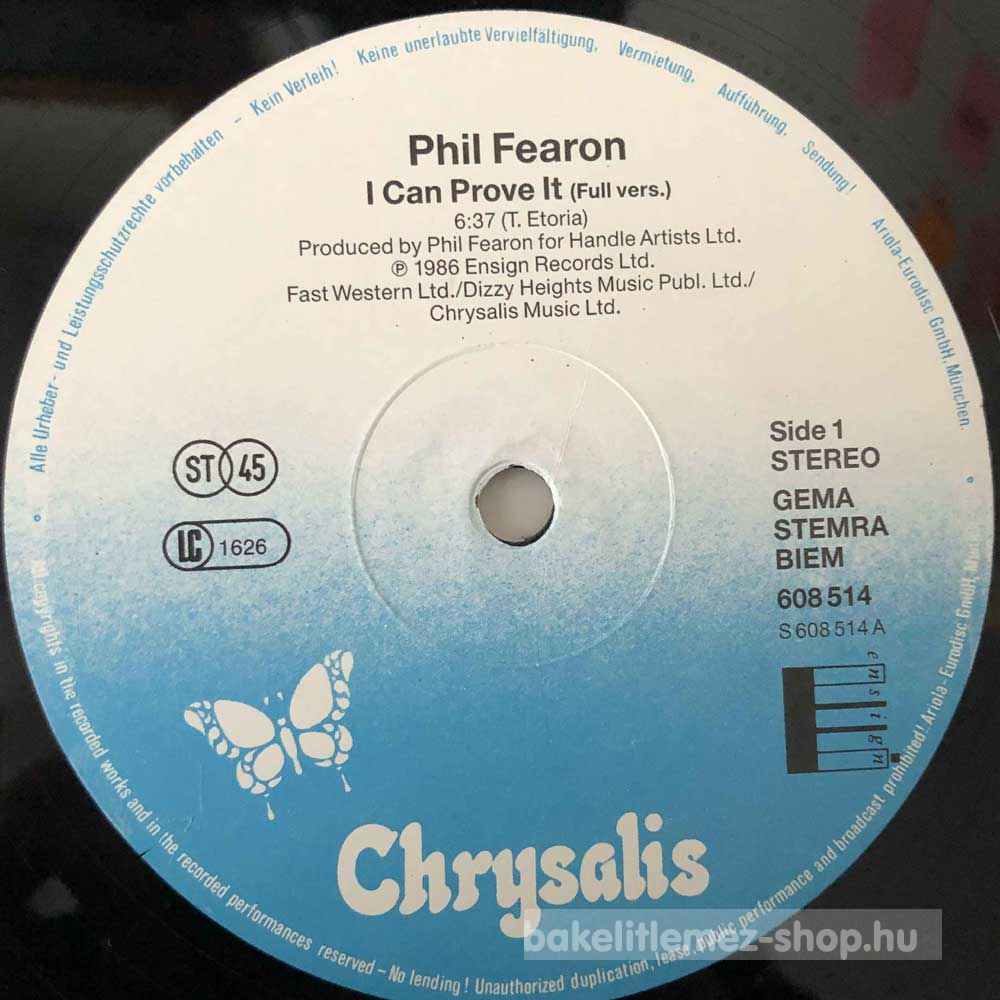 Alle Urheber- und Leistungsschutzrechte vorbehalten - Kein Verleih! Keine unerlaubte Vervielfältigung, Vermietung, Aufführung, Sendung! Ariola-Eurodisc GmbH, München.
Phil Fearon
I Can Prove It (Full vers.)
6:37 (T. Etoria)
Produced by Phil Fearon for Handle Artists Ltd.
℗ 1986 Ensign Records Ltd.
Fast Western Ltd./Dizzy Heights Music Publ. Ltd./
Chrysalis Music Ltd.
ST 45
LC 1626
Side 1
STEREO
GEMA
STEMRA
BIEM
608 514
S 608 514 A
ensign
Chrysalis
All copyrights in the recorded works and in the recorded performances reserved - No lending! Unauthorized duplication, lease, public performance and broadcast prohibited! Ariola-Eurodisc GmbH,
bakelitlemez-shop.hu